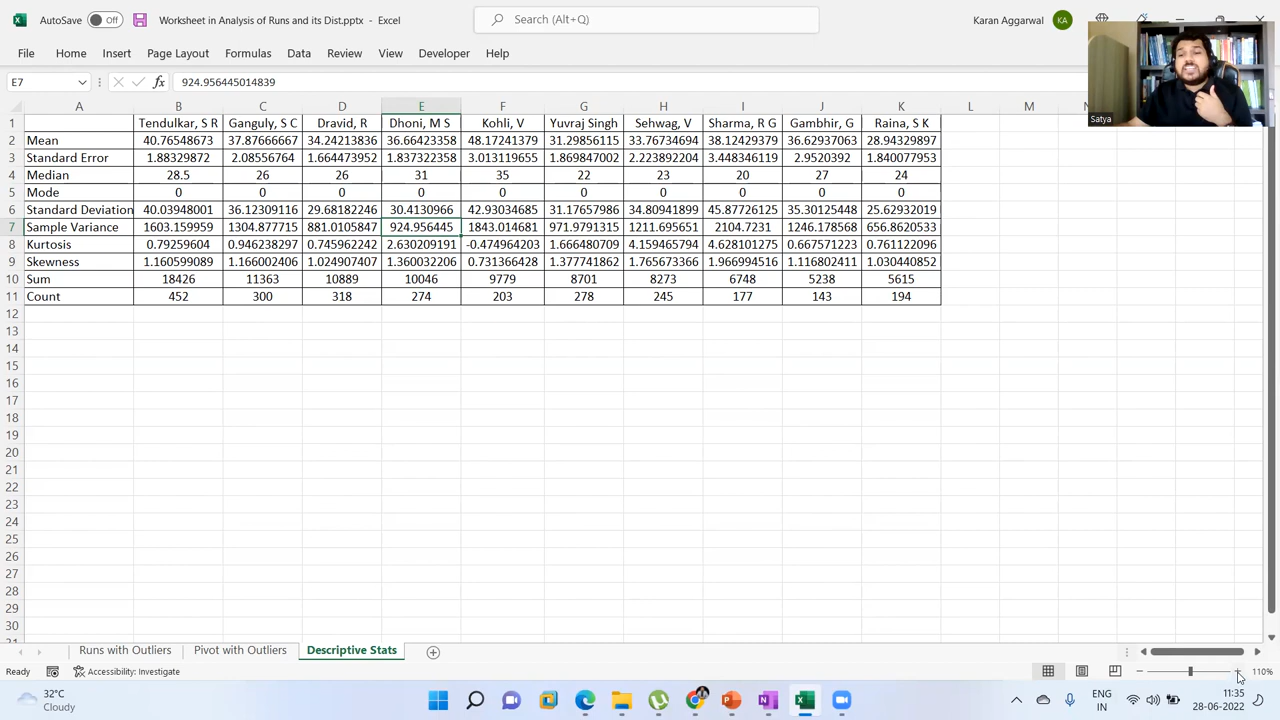 AutoSave Off Worksheet in Analysis of Runs and its Dist.pptx - Excel Search (Alt+Q) Karan Aggarwal KA
File Home Insert Page Layout Formulas Data Review View Developer Help
E7 fx 924.956445014839
Satya
A B C D E F G H I J K L M N
1 Tendulkar, S R Ganguly, S C Dravid, R Dhoni, M S Kohli, V Yuvraj Singh Sehwag, V Sharma, R G Gambhir, G Raina, S K
2 Mean 40.76548673 37.87666667 34.24213836 36.66423358 48.17241379 31.29856115 33.76734694 38.12429379 36.62937063 28.94329897
3 Standard Error 1.88329872 2.08556764 1.664473952 1.837322358 3.013119655 1.869847002 2.223892204 3.448346119 2.9520392 1.840077953
4 Median 28.5 26 26 31 35 22 23 20 27 24
5 Mode 0 0 0 0 0 0 0 0 0 0
6 Standard Deviation 40.03948001 36.12309116 29.68182246 30.4130966 42.93034685 31.17657986 34.80941899 45.87726125 35.30125448 25.62932019
7 Sample Variance 1603.159959 1304.877715 881.0105847 924.956445 1843.014681 971.9791315 1211.695651 2104.7231 1246.178568 656.8620533
8 Kurtosis 0.79259604 0.946238297 0.745962242 2.630209191 -0.474964203 1.666480709 4.159465794 4.628101275 0.667571223 0.761122096
9 Skewness 1.160599089 1.166002406 1.024907407 1.360032206 0.731366428 1.377741862 1.765673366 1.966994516 1.116802411 1.030440852
10 Sum 18426 11363 10889 10046 9779 8701 8273 6748 5238 5615
11 Count 452 300 318 274 203 278 245 177 143 194
12
13
14
15
16
17
18
19
20
21
22
23
24
25
26
27
28
29
30
31
Runs with Outliers Pivot with Outliers Descriptive Stats
Ready Accessibility: Investigate 110%
32°C
Cloudy
ENG
IN
11:35
28-06-2022